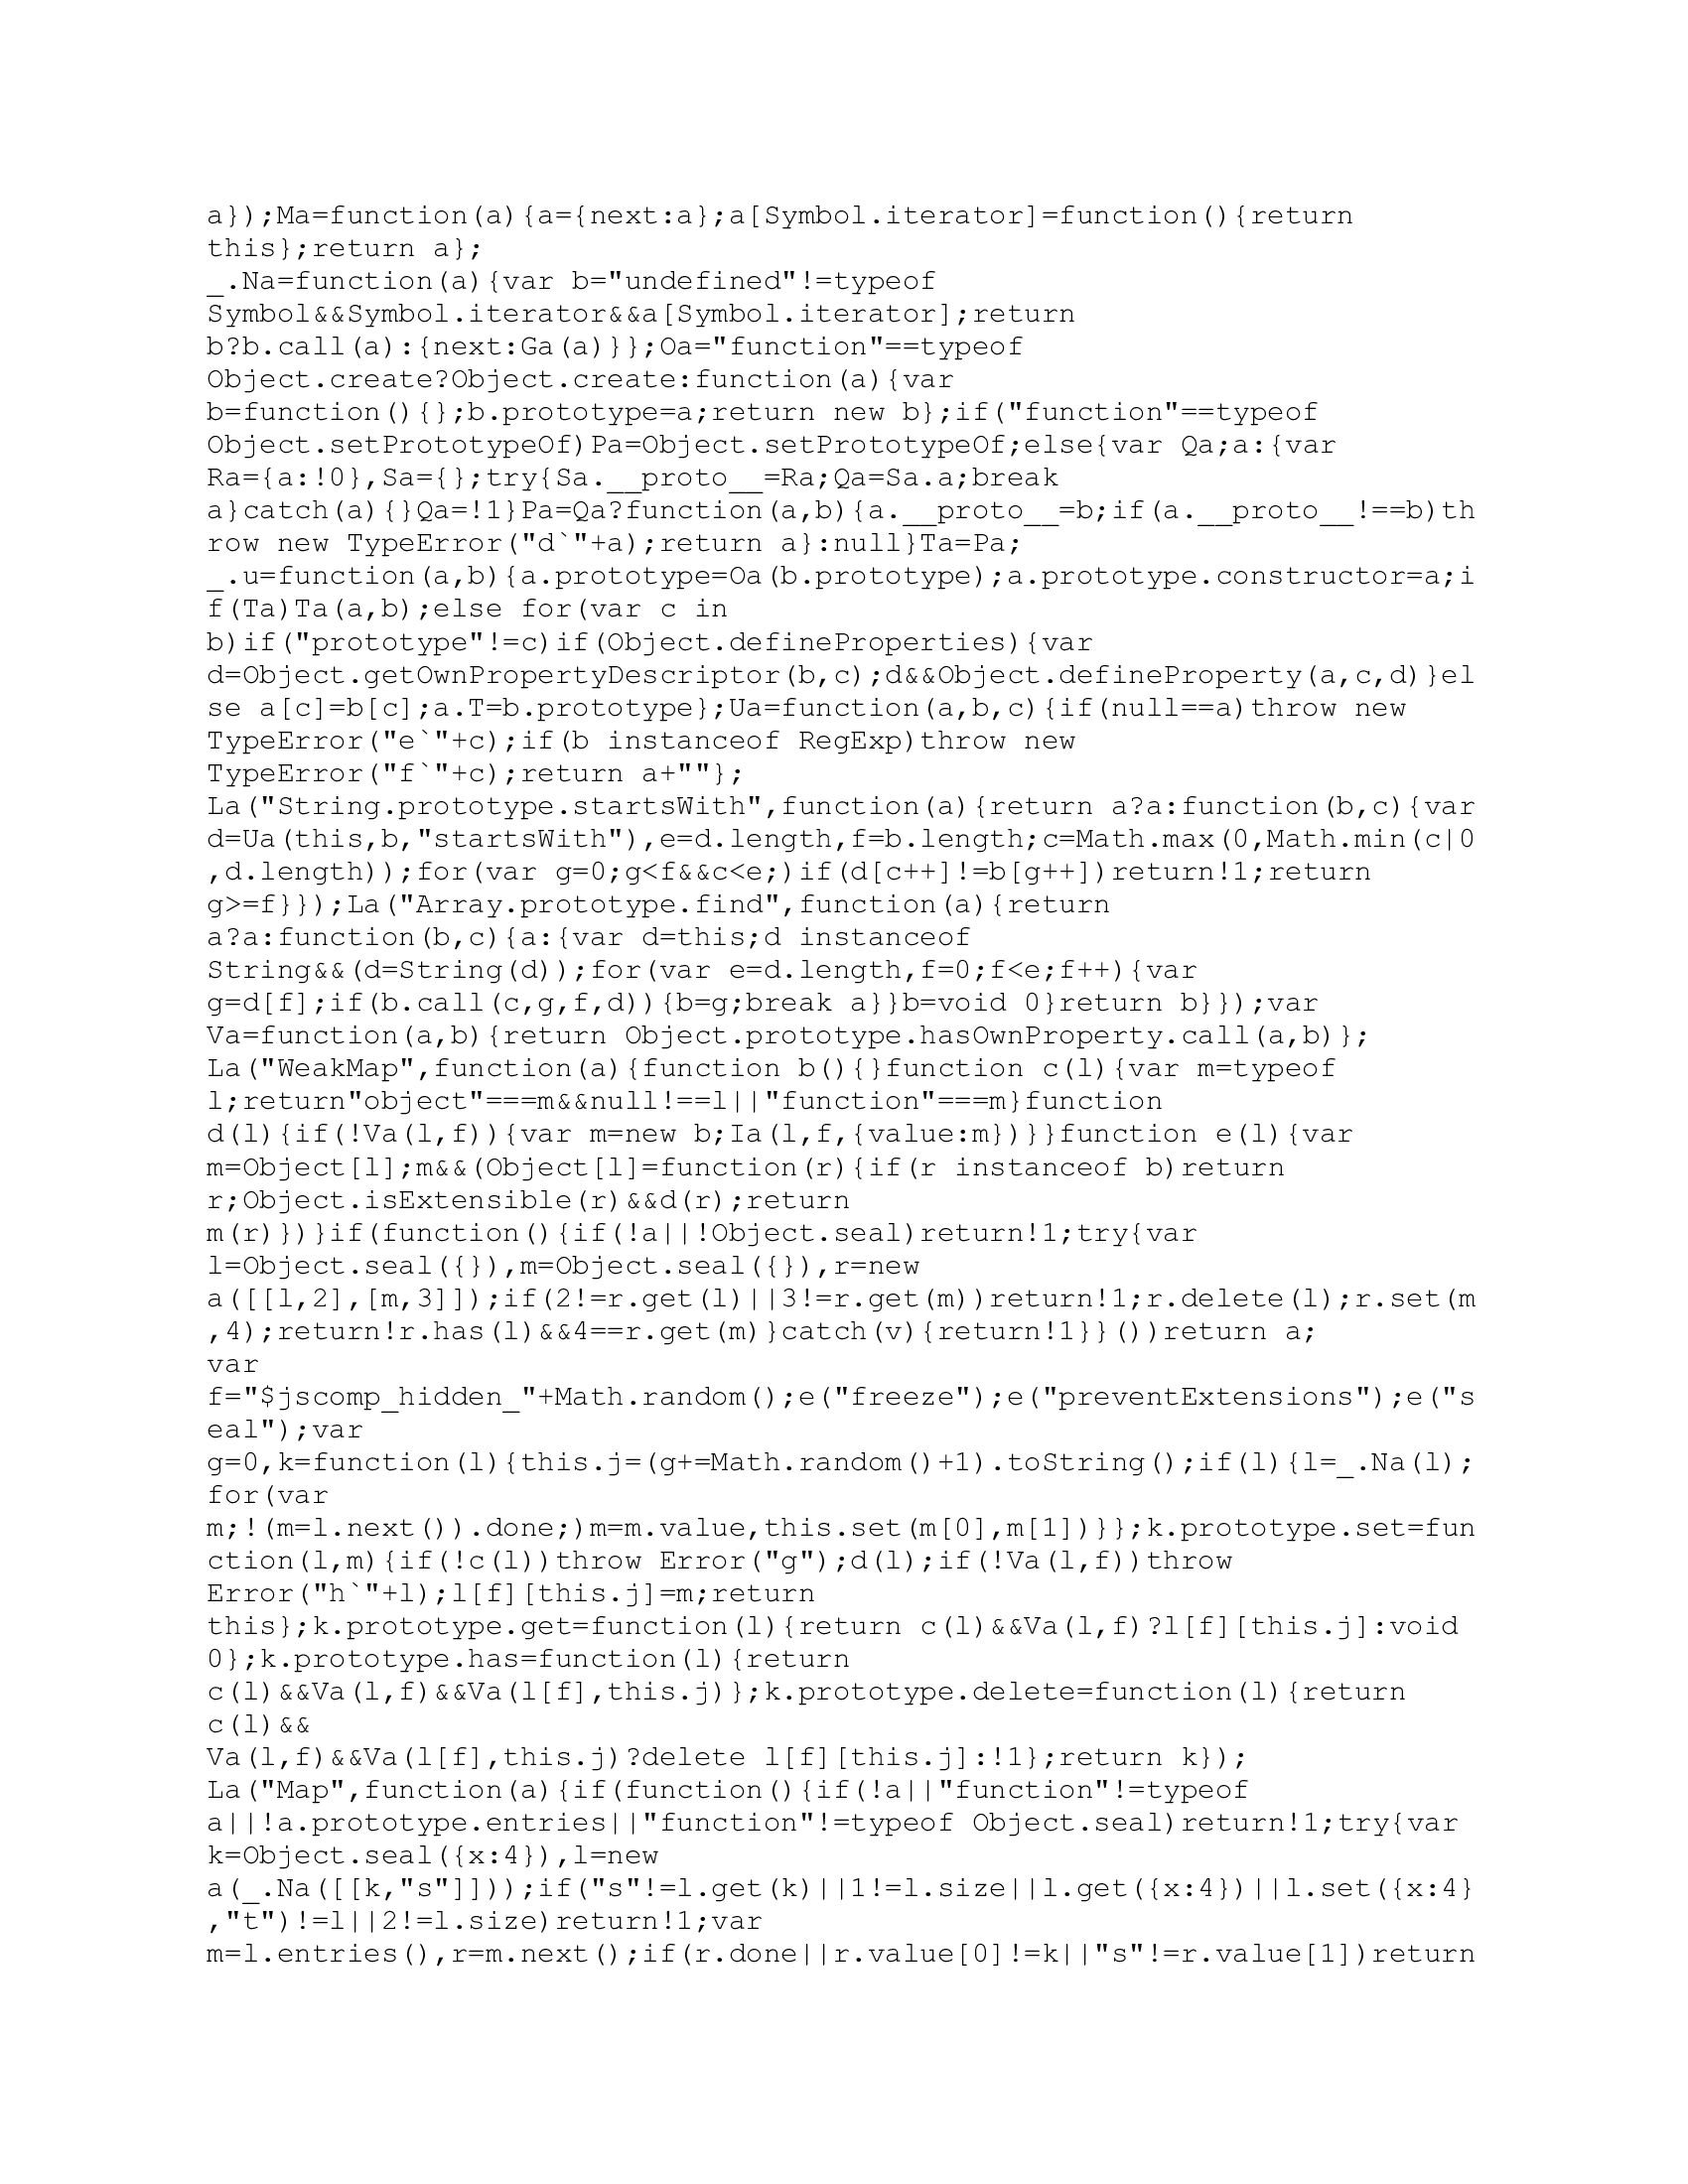 a});Ma=function(a){a={next:a};a[Symbol.iterator]=function(){return
this};return a};
_.Na=function(a){var b="undefined"!=typeof
Symbol&&Symbol.iterator&&a[Symbol.iterator];return
b?b.call(a):{next:Ga(a)}};Oa="function"==typeof
Object.create?Object.create:function(a){var
b=function(){};b.prototype=a;return new b};if("function"==typeof
Object.setPrototypeOf)Pa=Object.setPrototypeOf;else{var Qa;a:{var
Ra={a:!0},Sa={};try{Sa.__proto__=Ra;Qa=Sa.a;break
a}catch(a){}Qa=!1}Pa=Qa?function(a,b){a.__proto__=b;if(a.__proto__!==b)th
row new TypeError("d`"+a);return a}:null}Ta=Pa;
_.u=function(a,b){a.prototype=Oa(b.prototype);a.prototype.constructor=a;i
f(Ta)Ta(a,b);else for(var c in
b)if("prototype"!=c)if(Object.defineProperties){var
d=Object.getOwnPropertyDescriptor(b,c);d&&Object.defineProperty(a,c,d)}el
se a[c]=b[c];a.T=b.prototype};Ua=function(a,b,c){if(null==a)throw new
TypeError("e`"+c);if(b instanceof RegExp)throw new
TypeError("f`"+c);return a+""};
La("String.prototype.startsWith",function(a){return a?a:function(b,c){var
d=Ua(this,b,"startsWith"),e=d.length,f=b.length;c=Math.max(0,Math.min(c|0
,d.length));for(var g=0;g<f&&c<e;)if(d[c++]!=b[g++])return!1;return
g>=f}});La("Array.prototype.find",function(a){return
a?a:function(b,c){a:{var d=this;d instanceof
String&&(d=String(d));for(var e=d.length,f=0;f<e;f++){var
g=d[f];if(b.call(c,g,f,d)){b=g;break a}}b=void 0}return b}});var
Va=function(a,b){return Object.prototype.hasOwnProperty.call(a,b)};
La("WeakMap",function(a){function b(){}function c(l){var m=typeof
l;return"object"===m&&null!==l||"function"===m}function
d(l){if(!Va(l,f)){var m=new b;Ia(l,f,{value:m})}}function e(l){var
m=Object[l];m&&(Object[l]=function(r){if(r instanceof b)return
r;Object.isExtensible(r)&&d(r);return
m(r)})}if(function(){if(!a||!Object.seal)return!1;try{var
l=Object.seal({}),m=Object.seal({}),r=new
a([[l,2],[m,3]]);if(2!=r.get(l)||3!=r.get(m))return!1;r.delete(l);r.set(m
,4);return!r.has(l)&&4==r.get(m)}catch(v){return!1}}())return a;
var
f="$jscomp_hidden_"+Math.random();e("freeze");e("preventExtensions");e("s
eal");var
g=0,k=function(l){this.j=(g+=Math.random()+1).toString();if(l){l=_.Na(l);
for(var
m;!(m=l.next()).done;)m=m.value,this.set(m[0],m[1])}};k.prototype.set=fun
ction(l,m){if(!c(l))throw Error("g");d(l);if(!Va(l,f))throw
Error("h`"+l);l[f][this.j]=m;return
this};k.prototype.get=function(l){return c(l)&&Va(l,f)?l[f][this.j]:void
0};k.prototype.has=function(l){return
c(l)&&Va(l,f)&&Va(l[f],this.j)};k.prototype.delete=function(l){return
c(l)&&
Va(l,f)&&Va(l[f],this.j)?delete l[f][this.j]:!1};return k});
La("Map",function(a){if(function(){if(!a||"function"!=typeof
a||!a.prototype.entries||"function"!=typeof Object.seal)return!1;try{var
k=Object.seal({x:4}),l=new
a(_.Na([[k,"s"]]));if("s"!=l.get(k)||1!=l.size||l.get({x:4})||l.set({x:4}
,"t")!=l||2!=l.size)return!1;var
m=l.entries(),r=m.next();if(r.done||r.value[0]!=k||"s"!=r.value[1])return